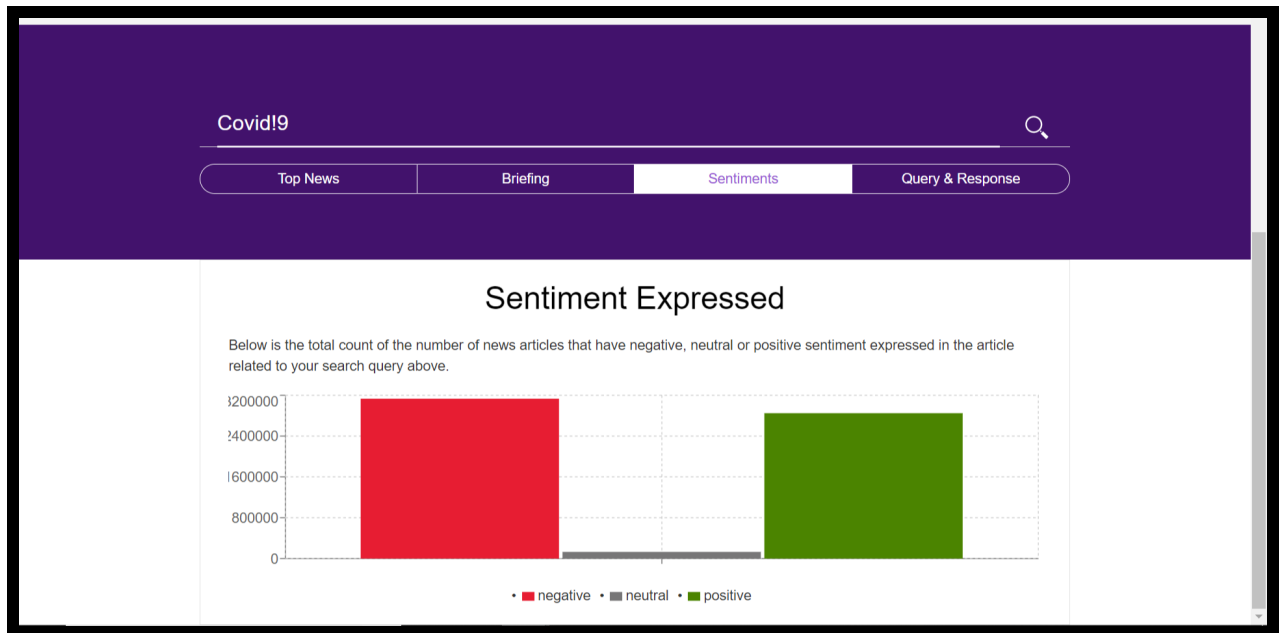 Covid!9
Top News Briefing Sentiments Query & Response
Sentiment Expressed
Below is the total count of the number of news articles that have negative, neutral or positive sentiment expressed in the article
related to your search query above.
3200000
2400000
1600000
800000
0
• negative • neutral • positive